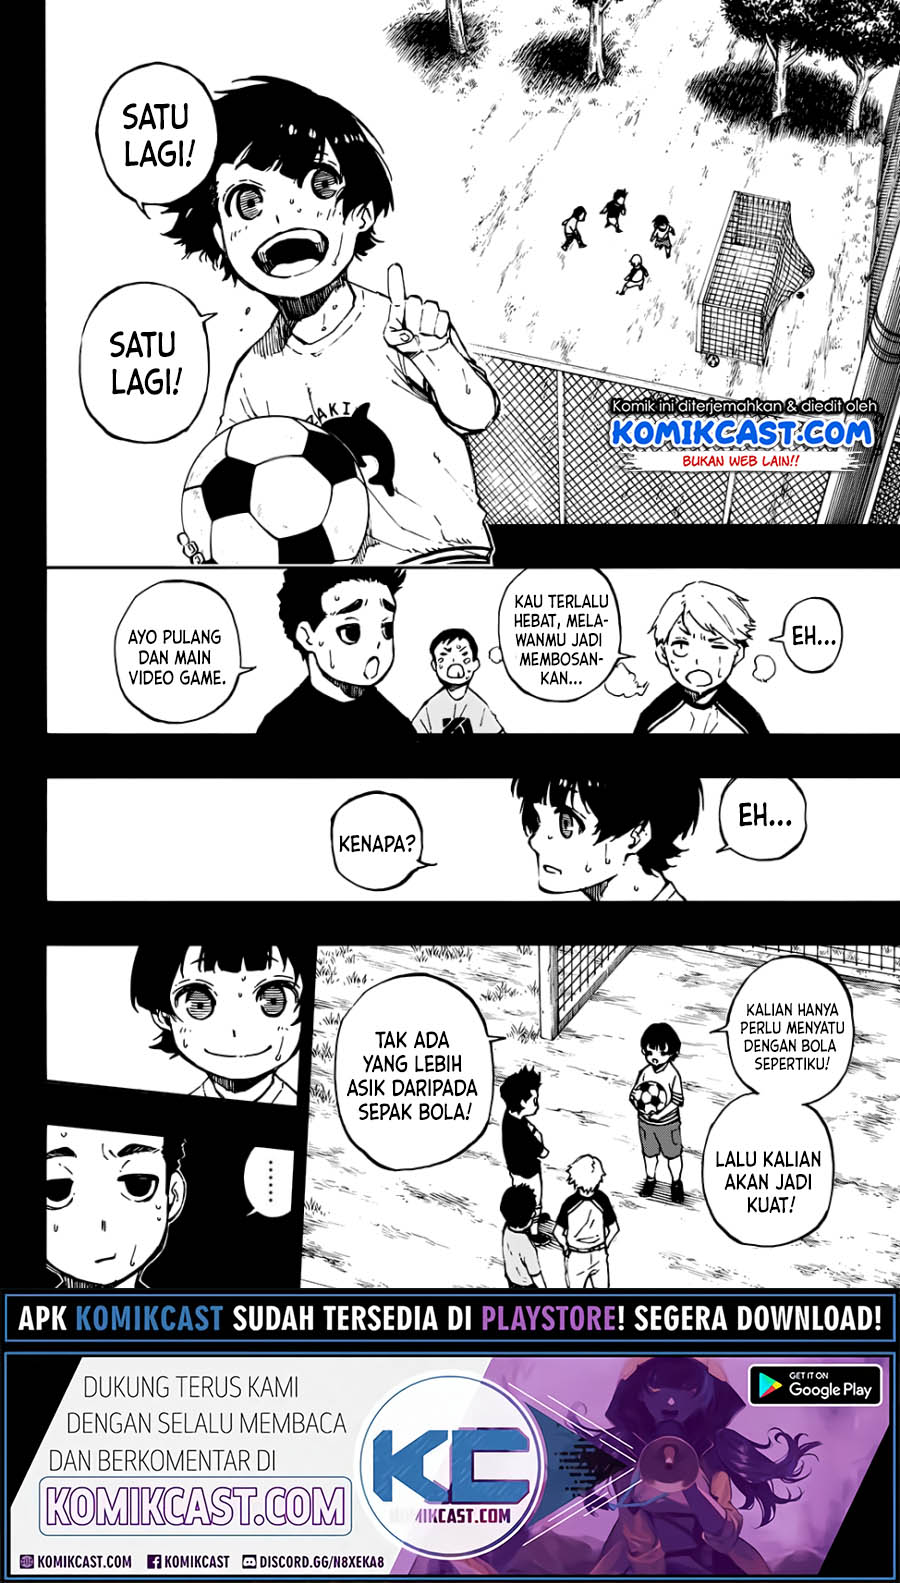 SATU
LAGI!
SATU
LAGI!
AKI
Komik ini diterjemahkan & diedit oleh
KOMIKCAST.COM
BUKAN WEB LAIN!!
EH...
KAU TERLALU
HEBAT, MELA-
WANMU JADI
MEMBOSAN-
KAN...
AYO PULANG
DAN MAIN
VIDEO GAME.
EH...
KENAPA?
KALIAN HANYA
PERLU MENYATU
DENGAN BOLA
SEPERTIKU!
LALU KALIAN
AKAN JADI
KUAT!
TAK ADA
YANG LEBIH
ASIK DARIPADA
SEPAK BOLA!
......
APK KOMIKCAST SUDAH TERSEDIA DI PLAYSTORE! SEGERA DOWNLOAD!
DUKUNG TERUS KAMI
DENGAN SELALU MEMBACA
DAN BERKOMENTAR DI
KOMIKCAST.COM
KOMIKCAST.COM
KOMIKCAST
DISCORD.GG/N8XEKA8
KC
KOMIKCAST.COM
GET IT ON
Google Play